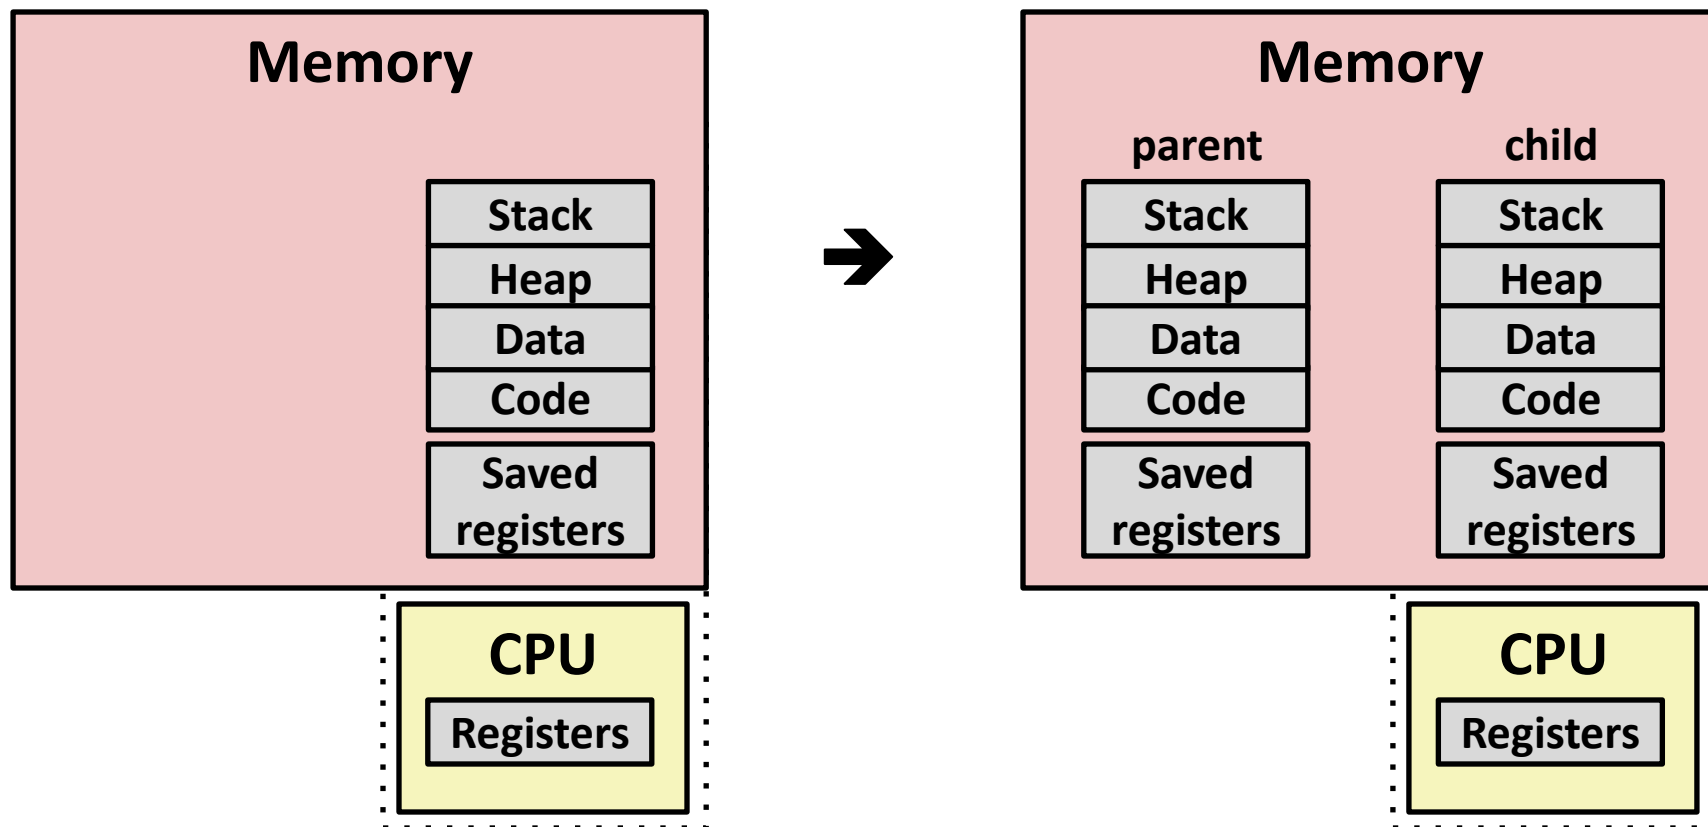 Memory
Stack
Heap
Data
Code
Saved
registers
CPU
Registers
Memory
parent
Stack
Heap
Data
Code
Saved
registers
child
Stack
Heap
Data
Code
Saved
registers
CPU
Registers